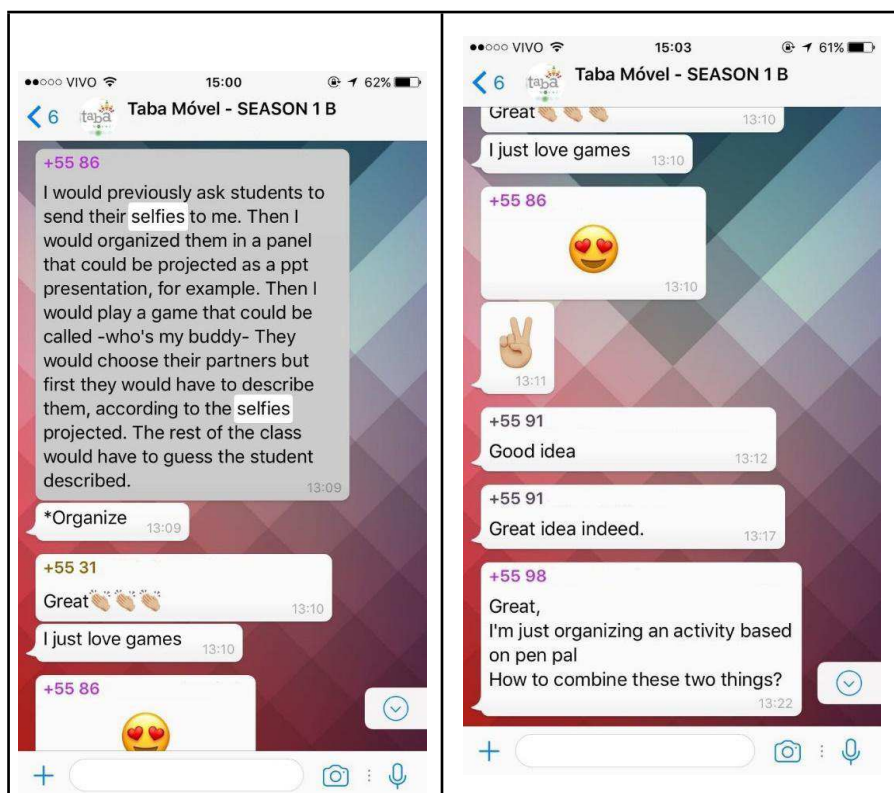 VIVO 15:00 62%
6 taba Taba Móvel - SEASON 1 B
+55 86
I would previously ask students to
send their selfies to me. Then I
would organized them in a panel
that could be projected as a ppt
presentation, for example. Then I
would play a game that could be
called -who's my buddy- They
would choose their partners but
first they would have to describe
them, according to the selfies
projected. The rest of the class
would have to guess the student
described.
13:09
*Organize 13:09
+55 31
Great👏🏼👏🏼👏🏼 13:10
I just love games 13:10
+55 86
VIVO 15:03 61%
6 taba Taba Móvel - SEASON 1 B
Great👏🏼👏🏼👏🏼 13:10
I just love games 13:10
+55 86
13:10
13:11
+55 91
Good idea 13:12
+55 91
Great idea indeed. 13:17
+55 98
Great,
I'm just organizing an activity based
on pen pal
How to combine these two things?
13:22